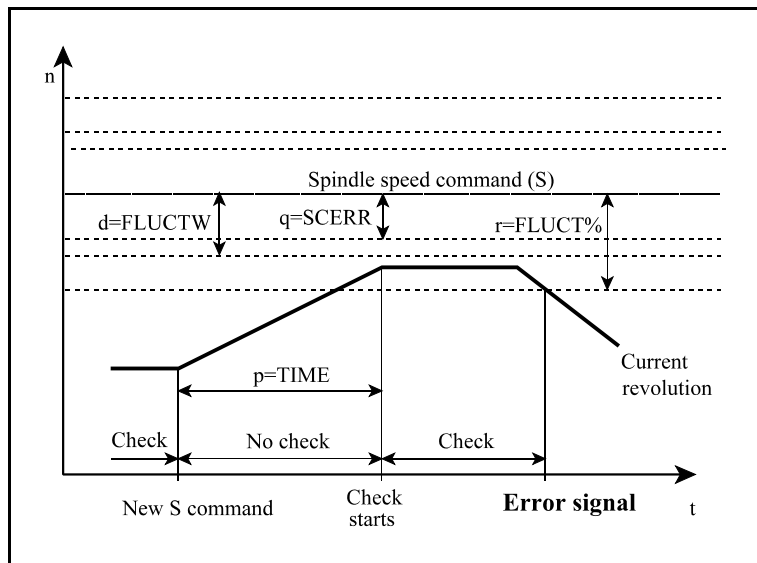 n
Spindle speed command (S)
d=FLUCTW
q=SCERR
r=FLUCT%
Current
revolution
p=TIME
Check
No check
Check
New S command
Check
starts
Error signal
t